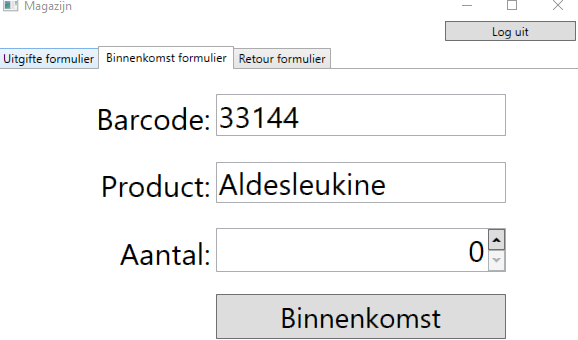 Magazijn
Log uit
Uitgifte formulier Binnenkomst formulier Retour formulier
Barcode: 33144
Product: Aldesleukine
Aantal: 0
Binnenkomst